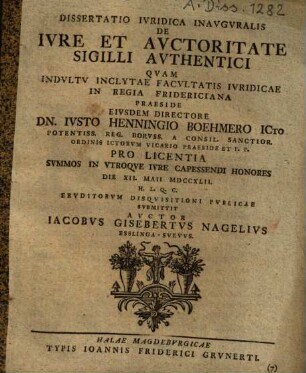 A. Diss. 1282
DISSERTATIO IVRIDICA INAVGVRALIS
DE
IVRE ET AVCTORITATE
SIGILLI AVTHENTICI
QVAM
INDVLTV INCLVTAE FACVLTATIS IVRIDICAE
IN REGIA FRIDERICIANA
PRAESIDE
EIVSDEM DIRECTORE
DN. IVSTO HENNINGIO BOEHMERO ICto
POTENTISS. REG. BORVSS. A CONSIL. SANCTIOR.
ORDINIS ICTORVM VICARIO PRAESIDE ET P. P.
PRO LICENTIA
SVMMOS IN VTROQVE IVRE CAPESSENDI HONORES
DIE XII. MAII MDCCXLII.
H. L. Q. C.
ERVDITORVM DISQVISITIONI PVBLICAE
SVBMITTIT
AVCTOR
IACOBVS GISEBERTVS NAGELIVS
ESSLINGA-SVEVVS.
HALAE MAGDEBVRGICAE
TYPIS IOANNIS FRIDERICI GRVNERTI.
(7)